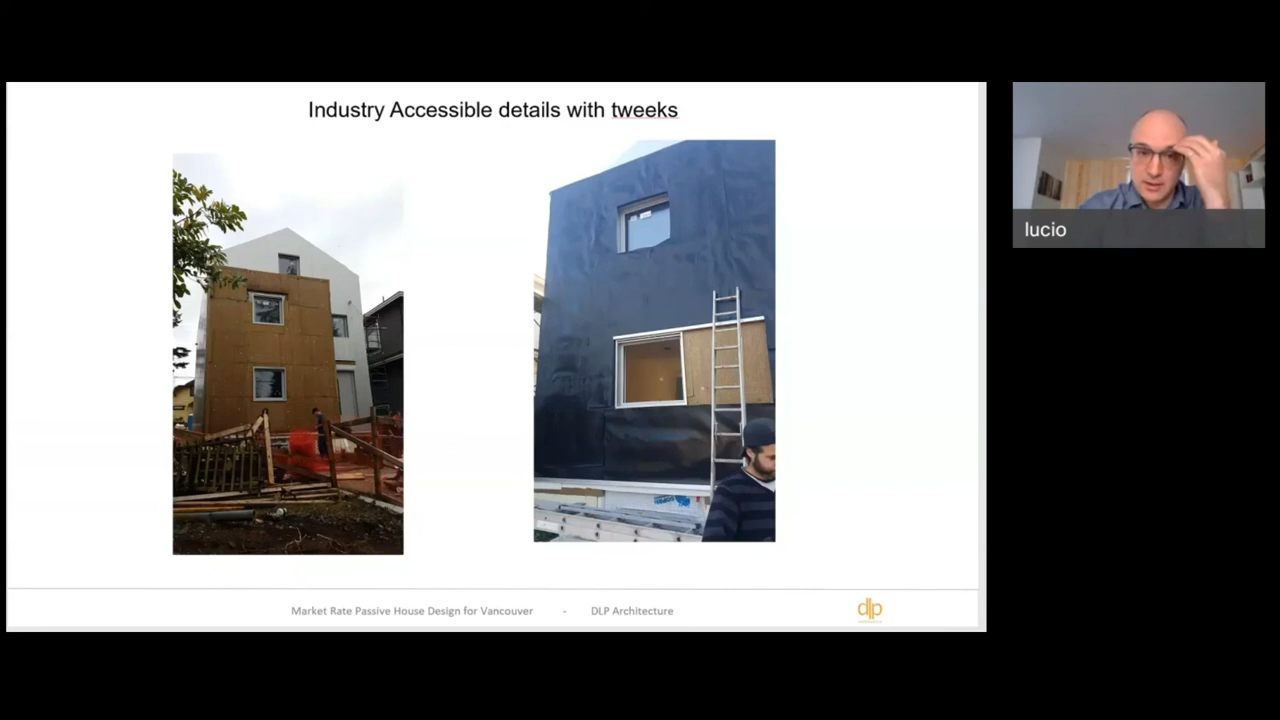 Industry Accessible details with tweeks
lucio
Market Rate Passive House Design for Vancouver - DLP Architecture
dlp